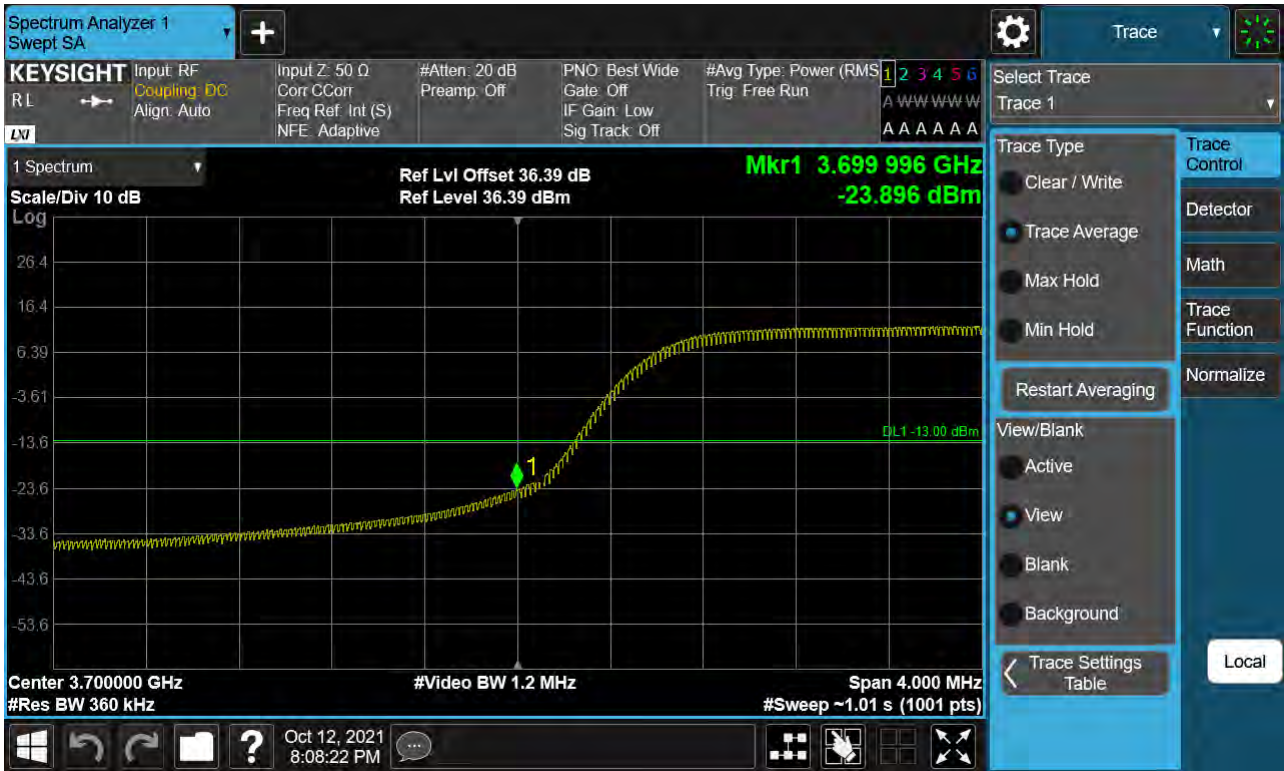 Spectrum Analyzer 1
Swept SA
+
Trace
KEYSIGHT
RL
LXI
Input: RF
Coupling: DC
Align: Auto
Input Z: 50 Ω
Corr CCorr
Freq Ref: Int (S)
NFE: Adaptive
#Atten: 20 dB
Preamp: Off
PNO: Best Wide
Gate: Off
IF Gain: Low
Sig Track: Off
#Avg Type: Power (RMS
Trig: Free Run
1 2 3 4 5 6
A W W W W W
A A A A A A
1 Spectrum
Scale/Div 10 dB
Log
Ref Lvl Offset 36.39 dB
Ref Level 36.39 dBm
Mkr1 3.699 996 GHz
-23.896 dBm
26.4
16.4
6.39
-3.61
-13.6
-23.6
-33.6
-43.6
-53.6
DL1 -13.00 dBm
1
Center 3.700000 GHz
#Res BW 360 kHz
#Video BW 1.2 MHz
Span 4.000 MHz
#Sweep ~1.01 s (1001 pts)
Select Trace
Trace 1
Trace Type
Clear / Write
Trace Average
Max Hold
Min Hold
Restart Averaging
View/Blank
Active
View
Blank
Background
Trace Settings
Table
Trace
Control
Detector
Math
Trace
Function
Normalize
Local
?
Oct 12, 2021
8:08:22 PM